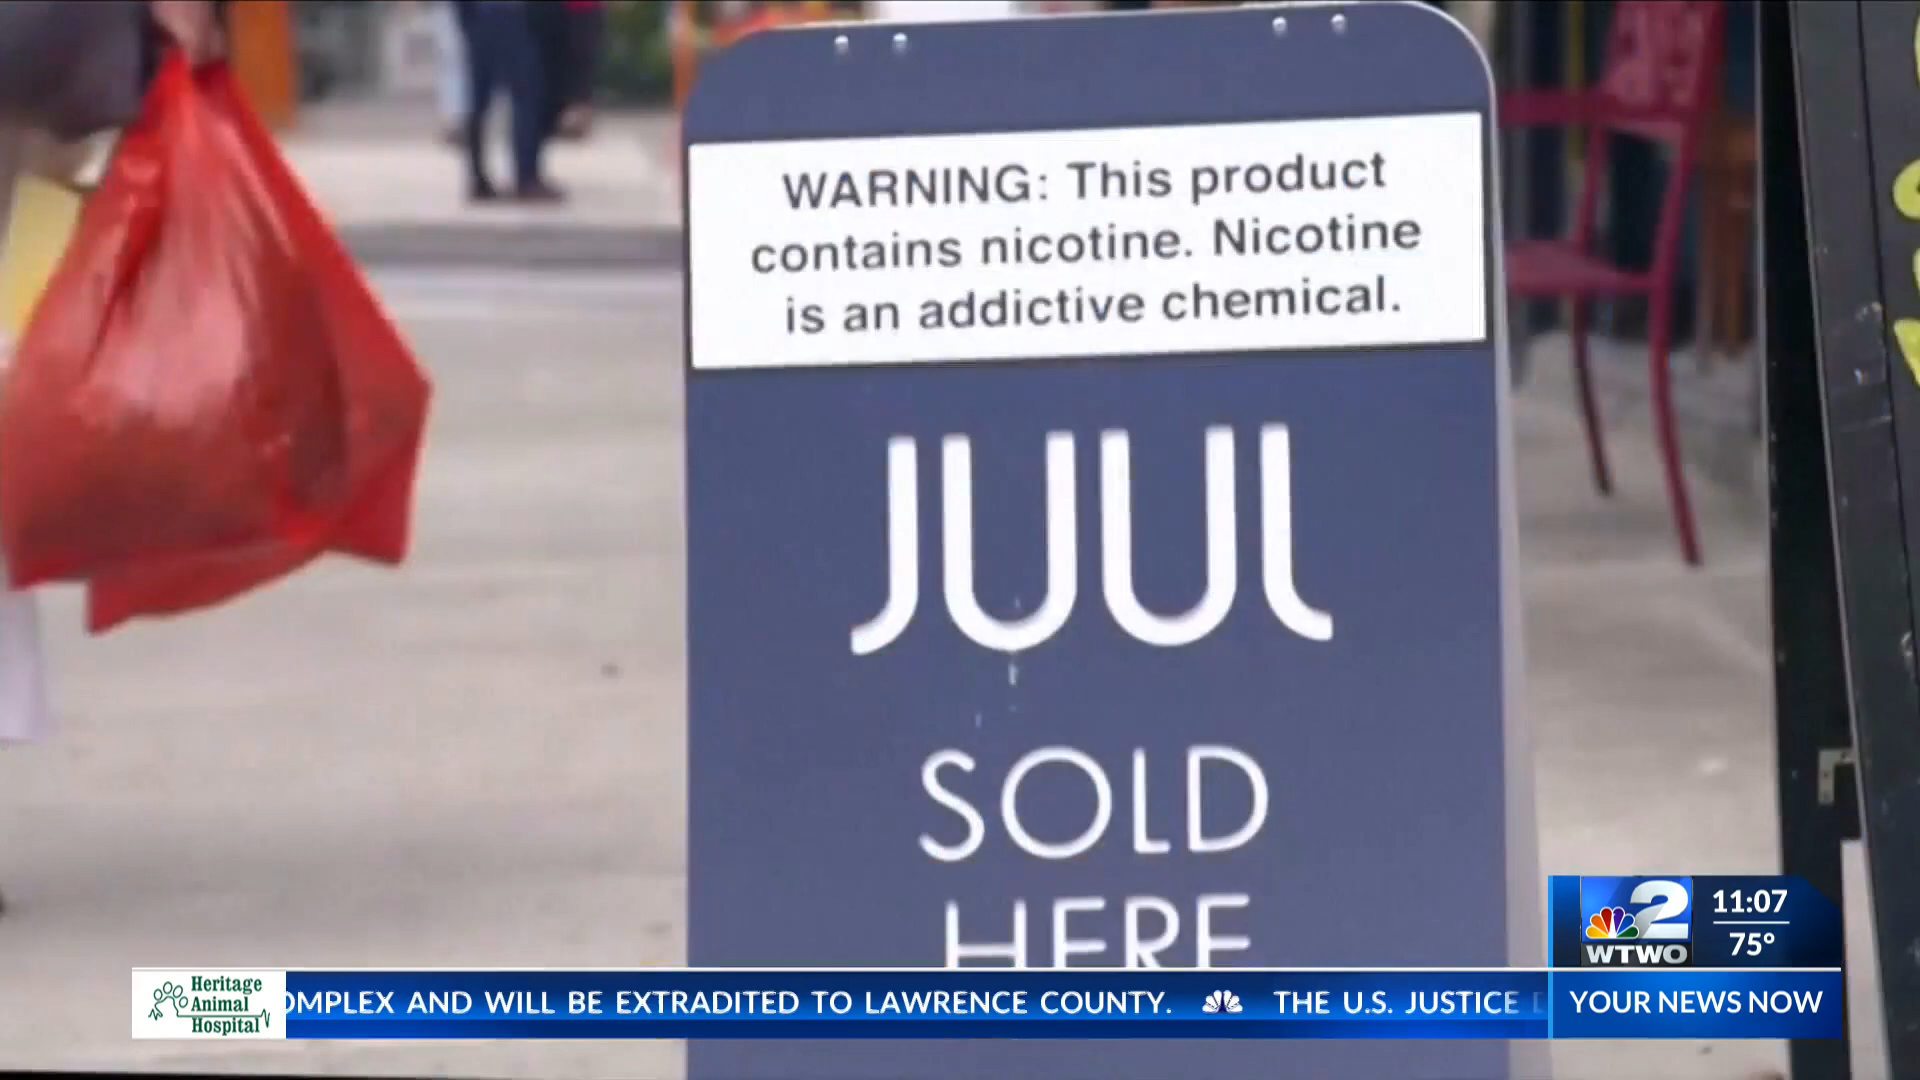 WARNING: This product
contains nicotine. Nicotine
is an addictive chemical.
JUUL
SOLD
HERE
2
WTWO
11:07
75°
Heritage
Animal
Hospital
AND WILL BE EXTRADITED TO LAWRENCE COUNTY. THE U.S. JUSTICE
YOUR NEWS NOW